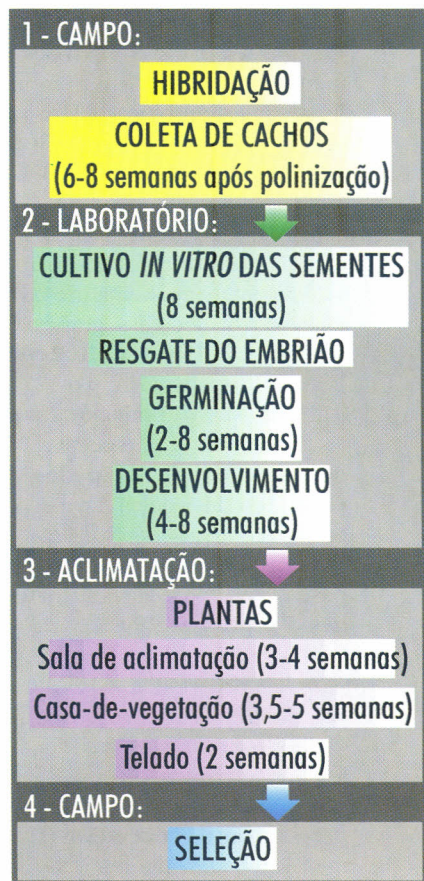 1 - CAMPO:
HIBRIDAÇÃO
COLETA DE CACHOS
(6-8 semanas após polinização)
2 - LABORATÓRIO:
CULTIVO IN VITRO DAS SEMENTES
(8 semanas)
RESGATE DO EMBRIÃO
GERMINAÇÃO
(2-8 semanas)
DESENVOLVIMENTO
(4-8 semanas)
3 - ACLIMATAÇÃO:
PLANTAS
Sala de aclimatação (3-4 semanas)
Casa-de-vegetação (3,5-5 semanas)
Telado (2 semanas)
4 - CAMPO:
SELEÇÃO